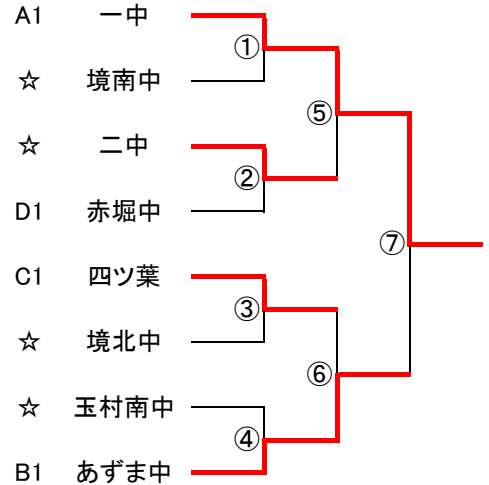 A1 一中
①
☆ 境南中
⑤
☆ 二中
②
D1 赤堀中
⑦
C1 四ツ葉
③
☆ 境北中
⑥
☆ 玉村南中
④
B1 あずま中